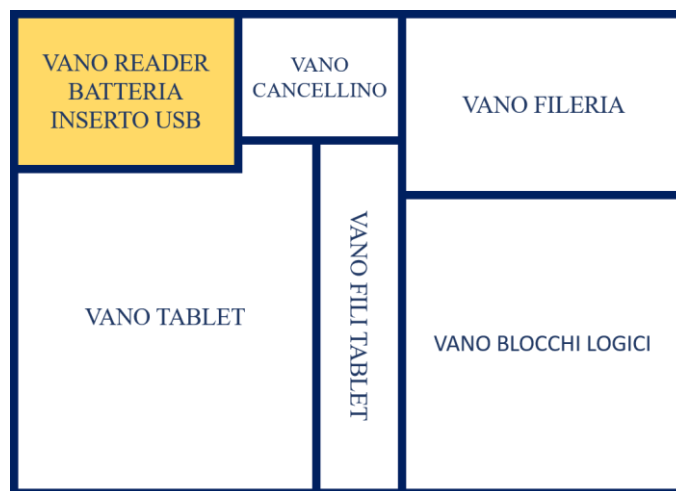 VANO READER
BATTERIA
INSERTO USB
VANO
CANCELLINO
VANO FILERIA
VANO TABLET
VANO FILI TABLET
VANO BLOCCHI LOGICI